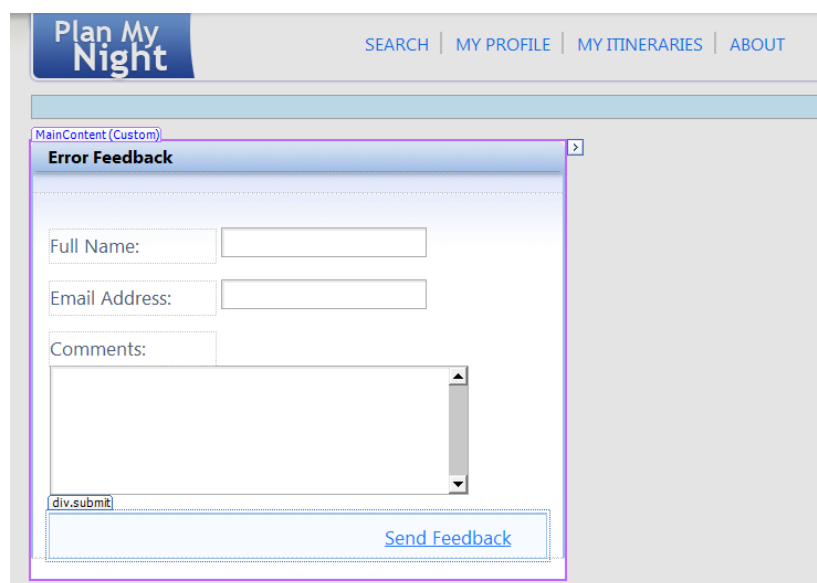 Plan My
Night
SEARCH | MY PROFILE | MY ITINERARIES | ABOUT
MainContent (Custom)
Error Feedback
Full Name:
Email Address:
Comments:
div.submit
Send Feedback